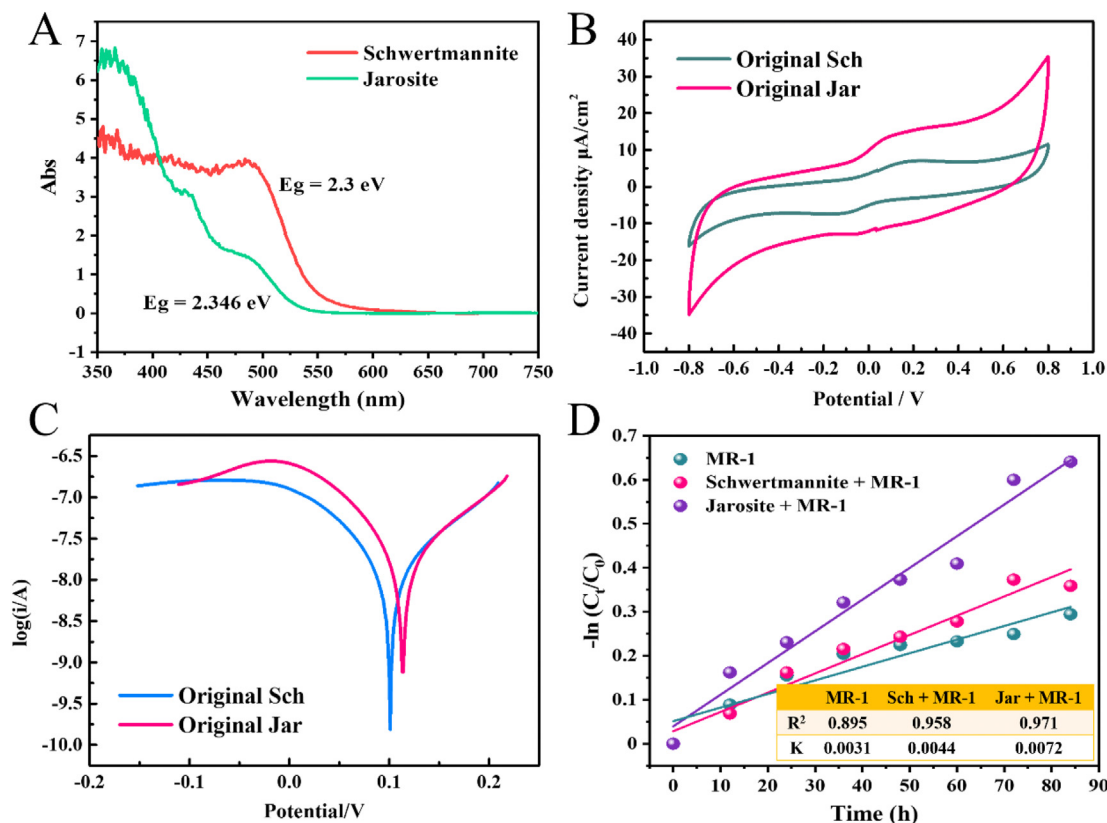 A
Schwertmannite
Jarosite
Eg = 2.3 eV
Eg = 2.346 eV
Abs
7
6
5
4
3
2
1
0
-1
350 400 450 500 550 600 650 700 750
Wavelength (nm)
B
Original Sch
Original Jar
Current density μA/cm²
40
30
20
10
0
-10
-20
-30
-40
-1.0 -0.8 -0.6 -0.4 -0.2 0.0 0.2 0.4 0.6 0.8 1.0
Potential / V
C
Original Sch
Original Jar
log(i/A)
-6.5
-7.0
-7.5
-8.0
-8.5
-9.0
-9.5
-10.0
-0.2 -0.1 0.0 0.1 0.2
Potential/V
D
MR-1
Schwertmannite + MR-1
Jarosite + MR-1
-ln (Cₜ/C₀)
0.7
0.6
0.5
0.4
0.3
0.2
0.1
0
MR-1 Sch + MR-1 Jar + MR-1
R² 0.895 0.958 0.971
K 0.0031 0.0044 0.0072
0 10 20 30 40 50 60 70 80 90
Time (h)